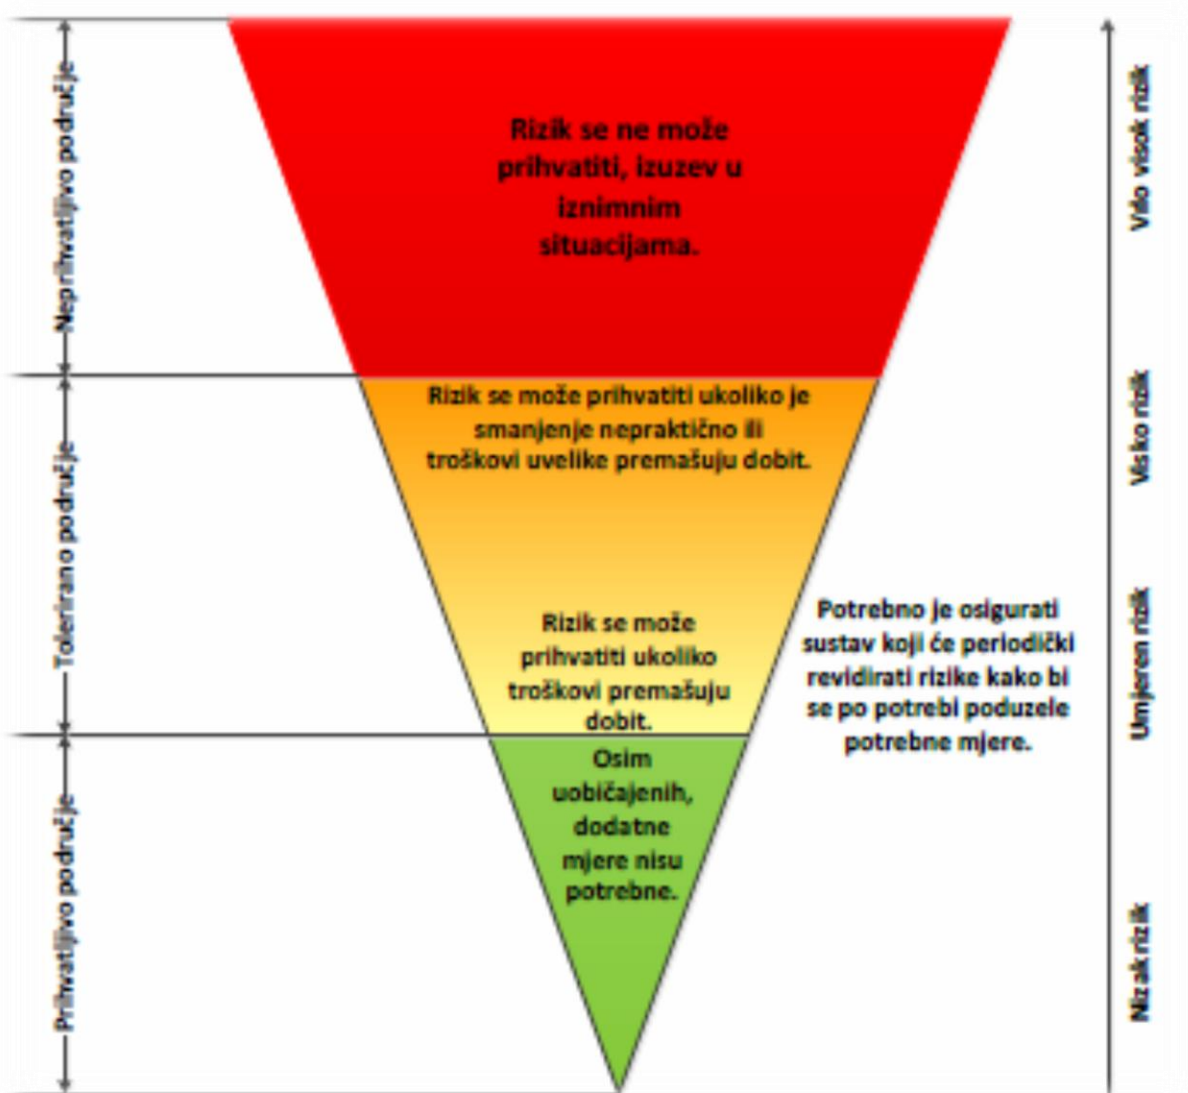 Neprihvatljivo područje
Rizik se ne može
prihvatiti, izuzev u
iznimnim
situacijama.
Vrlo visok rizik
Tolerirano područje
Rizik se može prihvatiti ukoliko je
smanjenje nepraktično ili
troškovi uvelike premašuju dobit.
Visko rizik
Rizik se može
prihvatiti ukoliko
troškovi premašuju
dobit.
Potrebno je osigurati
sustav koji će periodički
revidirati rizike kako bi
se po potrebi poduzele
potrebne mjere.
Umjeren rizik
Prihvatljivo područje
Osim
uobičajenih,
dodatne
mjere nisu
potrebne.
Nizak rizik